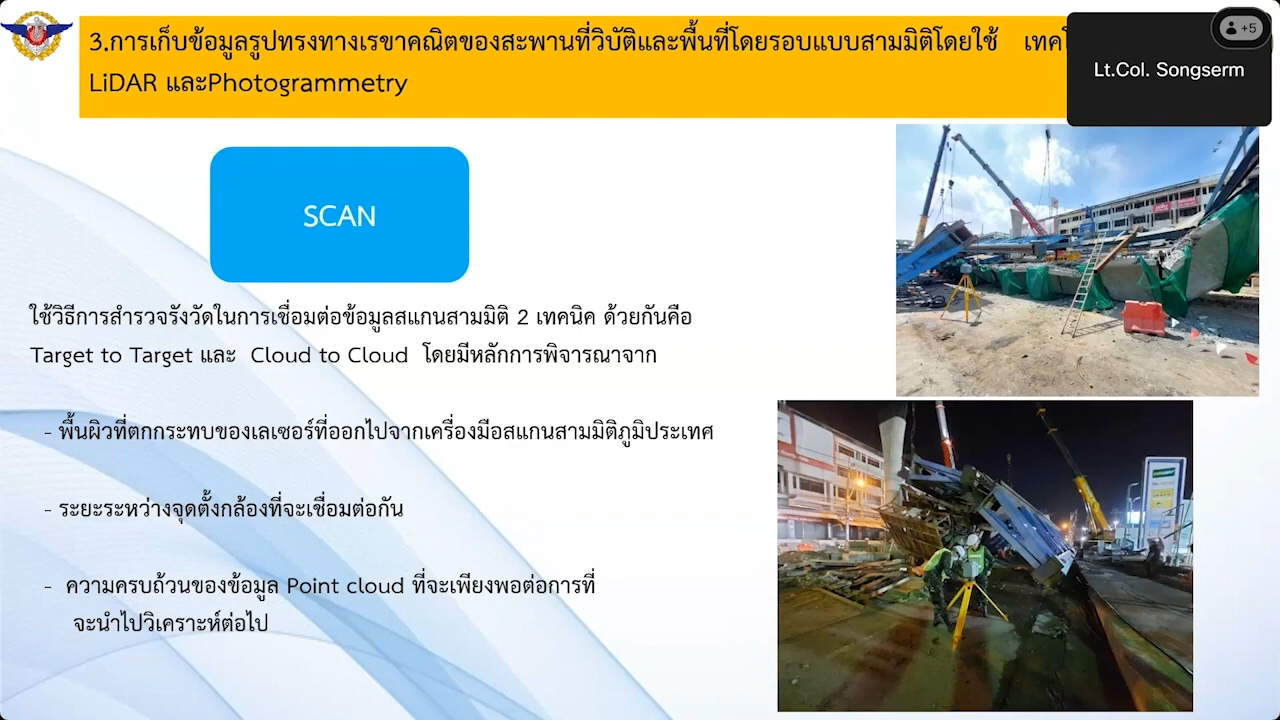 3.การเก็บข้อมูลรูปทรงทางเรขาคณิตของสะพานที่วิบัติและพื้นที่โดยรอบแบบสามมิติโดยใช้
LiDAR และPhotogrammetry
+5
Lt.Col. Songserm
SCAN
ใช้วิธีการสำรวจรังวัดในการเชื่อมต่อข้อมูลสแกนสามมิติ 2 เทคนิค ด้วยกันคือ
Target to Target และ Cloud to Cloud โดยมีหลักการพิจารณาจาก
- พื้นผิวที่ตกกระทบของเลเซอร์ที่ออกไปจากเครื่องมือสแกนสามมิติภูมิประเทศ
- ระยะระหว่างจุดตั้งกล้องที่จะเชื่อมต่อกัน
- ความครบถ้วนของข้อมูล Point cloud ที่จะเพียงพอต่อการที่
จะนำไปวิเคราะห์ต่อไป